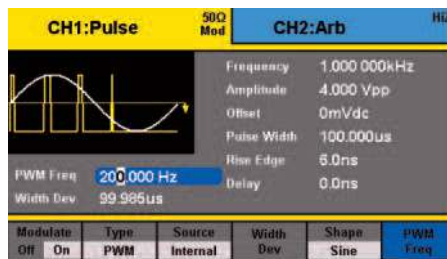 CH1:Pulse
50Ω
Mod
CH2:Arb
HiZ
Frequency 1.000 000kHz
Amplitude 4.000 Vpp
Offset 0mVdc
Pulse Width 100.000us
Rise Edge 6.0ns
Delay 0.0ns
PWM Freq 200.000 Hz
Width Dev 99.985us
Modulate Type Source Width Shape PWM
Off On PWM Internal Dev Sine Freq